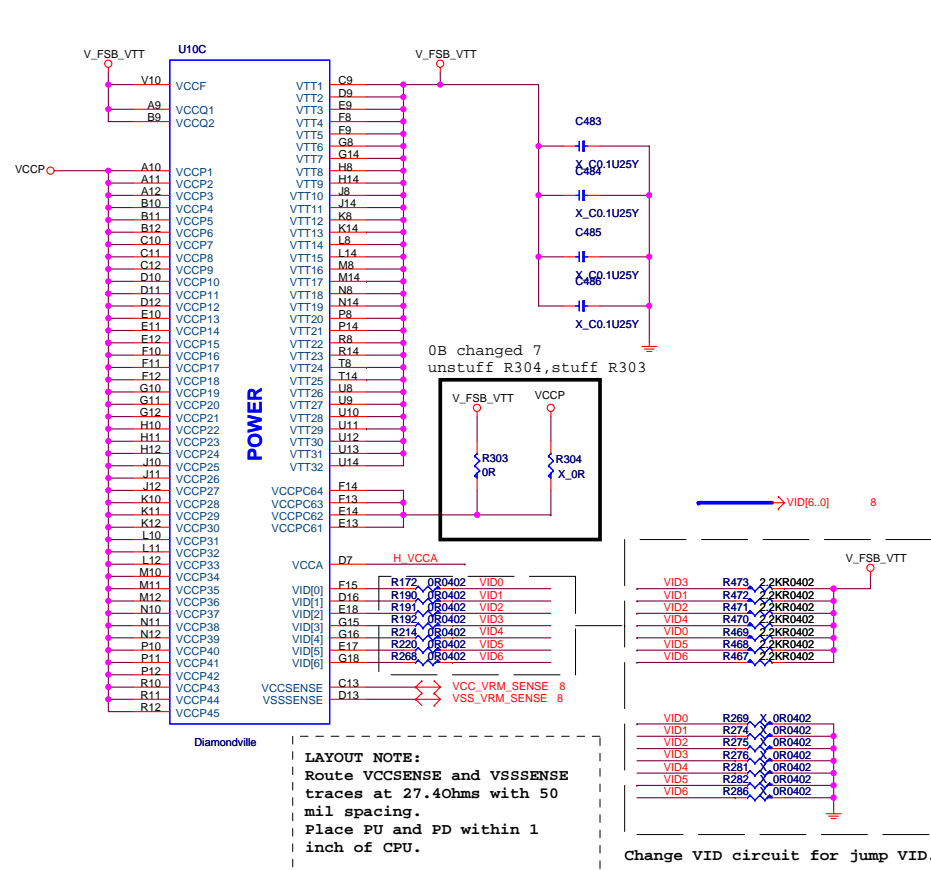 U10C
V_FSB_VTT
V_FSB_VTT
V10 VCCF
A9 VCCQ1
B9 VCCQ2
VCCP
A10 VCCP1
A11 VCCP2
A12 VCCP3
B10 VCCP4
B11 VCCP5
B12 VCCP6
C10 VCCP7
C11 VCCP8
C12 VCCP9
D10 VCCP10
D11 VCCP11
D12 VCCP12
E10 VCCP13
E11 VCCP14
E12 VCCP15
F10 VCCP16
F11 VCCP17
F12 VCCP18
G10 VCCP19
G11 VCCP20
G12 VCCP21
H10 VCCP22
H11 VCCP23
H12 VCCP24
J10 VCCP25
J11 VCCP26
J12 VCCP27
K10 VCCP28
K11 VCCP29
K12 VCCP30
L10 VCCP31
L11 VCCP32
L12 VCCP33
M10 VCCP34
M11 VCCP35
M12 VCCP36
N10 VCCP37
N11 VCCP38
N12 VCCP39
P10 VCCP40
P11 VCCP41
P12 VCCP42
R10 VCCP43
R11 VCCP44
R12 VCCP45
POWER
VTT1 C9
VTT2 D9
VTT3 E9
VTT4 F8
VTT5 F9
VTT6 G8
VTT7 G14
VTT8 H8
VTT9 H14
VTT10 J8
VTT11 J14
VTT12 K8
VTT13 K14
VTT14 L8
VTT15 L14
VTT16 M8
VTT17 M14
VTT18 N8
VTT19 N14
VTT20 P8
VTT21 P14
VTT22 R8
VTT23 R14
VTT24 T8
VTT25 T14
VTT26 U8
VTT27 U9
VTT28 U10
VTT29 U11
VTT30 U12
VTT31 U13
VTT32 U14
VCCPC64 F14
VCCPC63 F13
VCCPC62 E14
VCCPC61 E13
VCCA D7 H_VCCA
VID[0] F15 R172 0R0402 VID0
VID[1] D16 R190 0R0402 VID1
VID[2] E18 R191 0R0402 VID2
VID[3] G15 R192 0R0402 VID3
VID[4] G16 R214 0R0402 VID4
VID[5] E17 R220 0R0402 VID5
VID[6] G18 R268 0R0402 VID6
VCCSENSE C13 VCC_VRM_SENSE 8
VSSSENSE D13 VSS_VRM_SENSE 8
Diamondville
C483
X_C0.1U25Y
C484
X_C0.1U25Y
C485
X_C0.1U25Y
C486
X_C0.1U25Y
0B changed 7
unstuff R304,stuff R303
V_FSB_VTT VCCP
R303 R304
0R X_0R
VID[6..0] 8
V_FSB_VTT
VID3 R473 2.2KR0402
VID1 R472 2.2KR0402
VID2 R471 2.2KR0402
VID4 R470 2.2KR0402
VID0 R469 2.2KR0402
VID5 R468 2.2KR0402
VID6 R467 2.2KR0402
VID0 R269 X_0R0402
VID1 R274 X_0R0402
VID2 R275 X_0R0402
VID3 R276 X_0R0402
VID4 R281 X_0R0402
VID5 R282 X_0R0402
VID6 R286 X_0R0402
Change VID circuit for jump VID.
LAYOUT NOTE:
Route VCCSENSE and VSSSENSE
traces at 27.4Ohms with 50
mil spacing.
Place PU and PD within 1
inch of CPU.